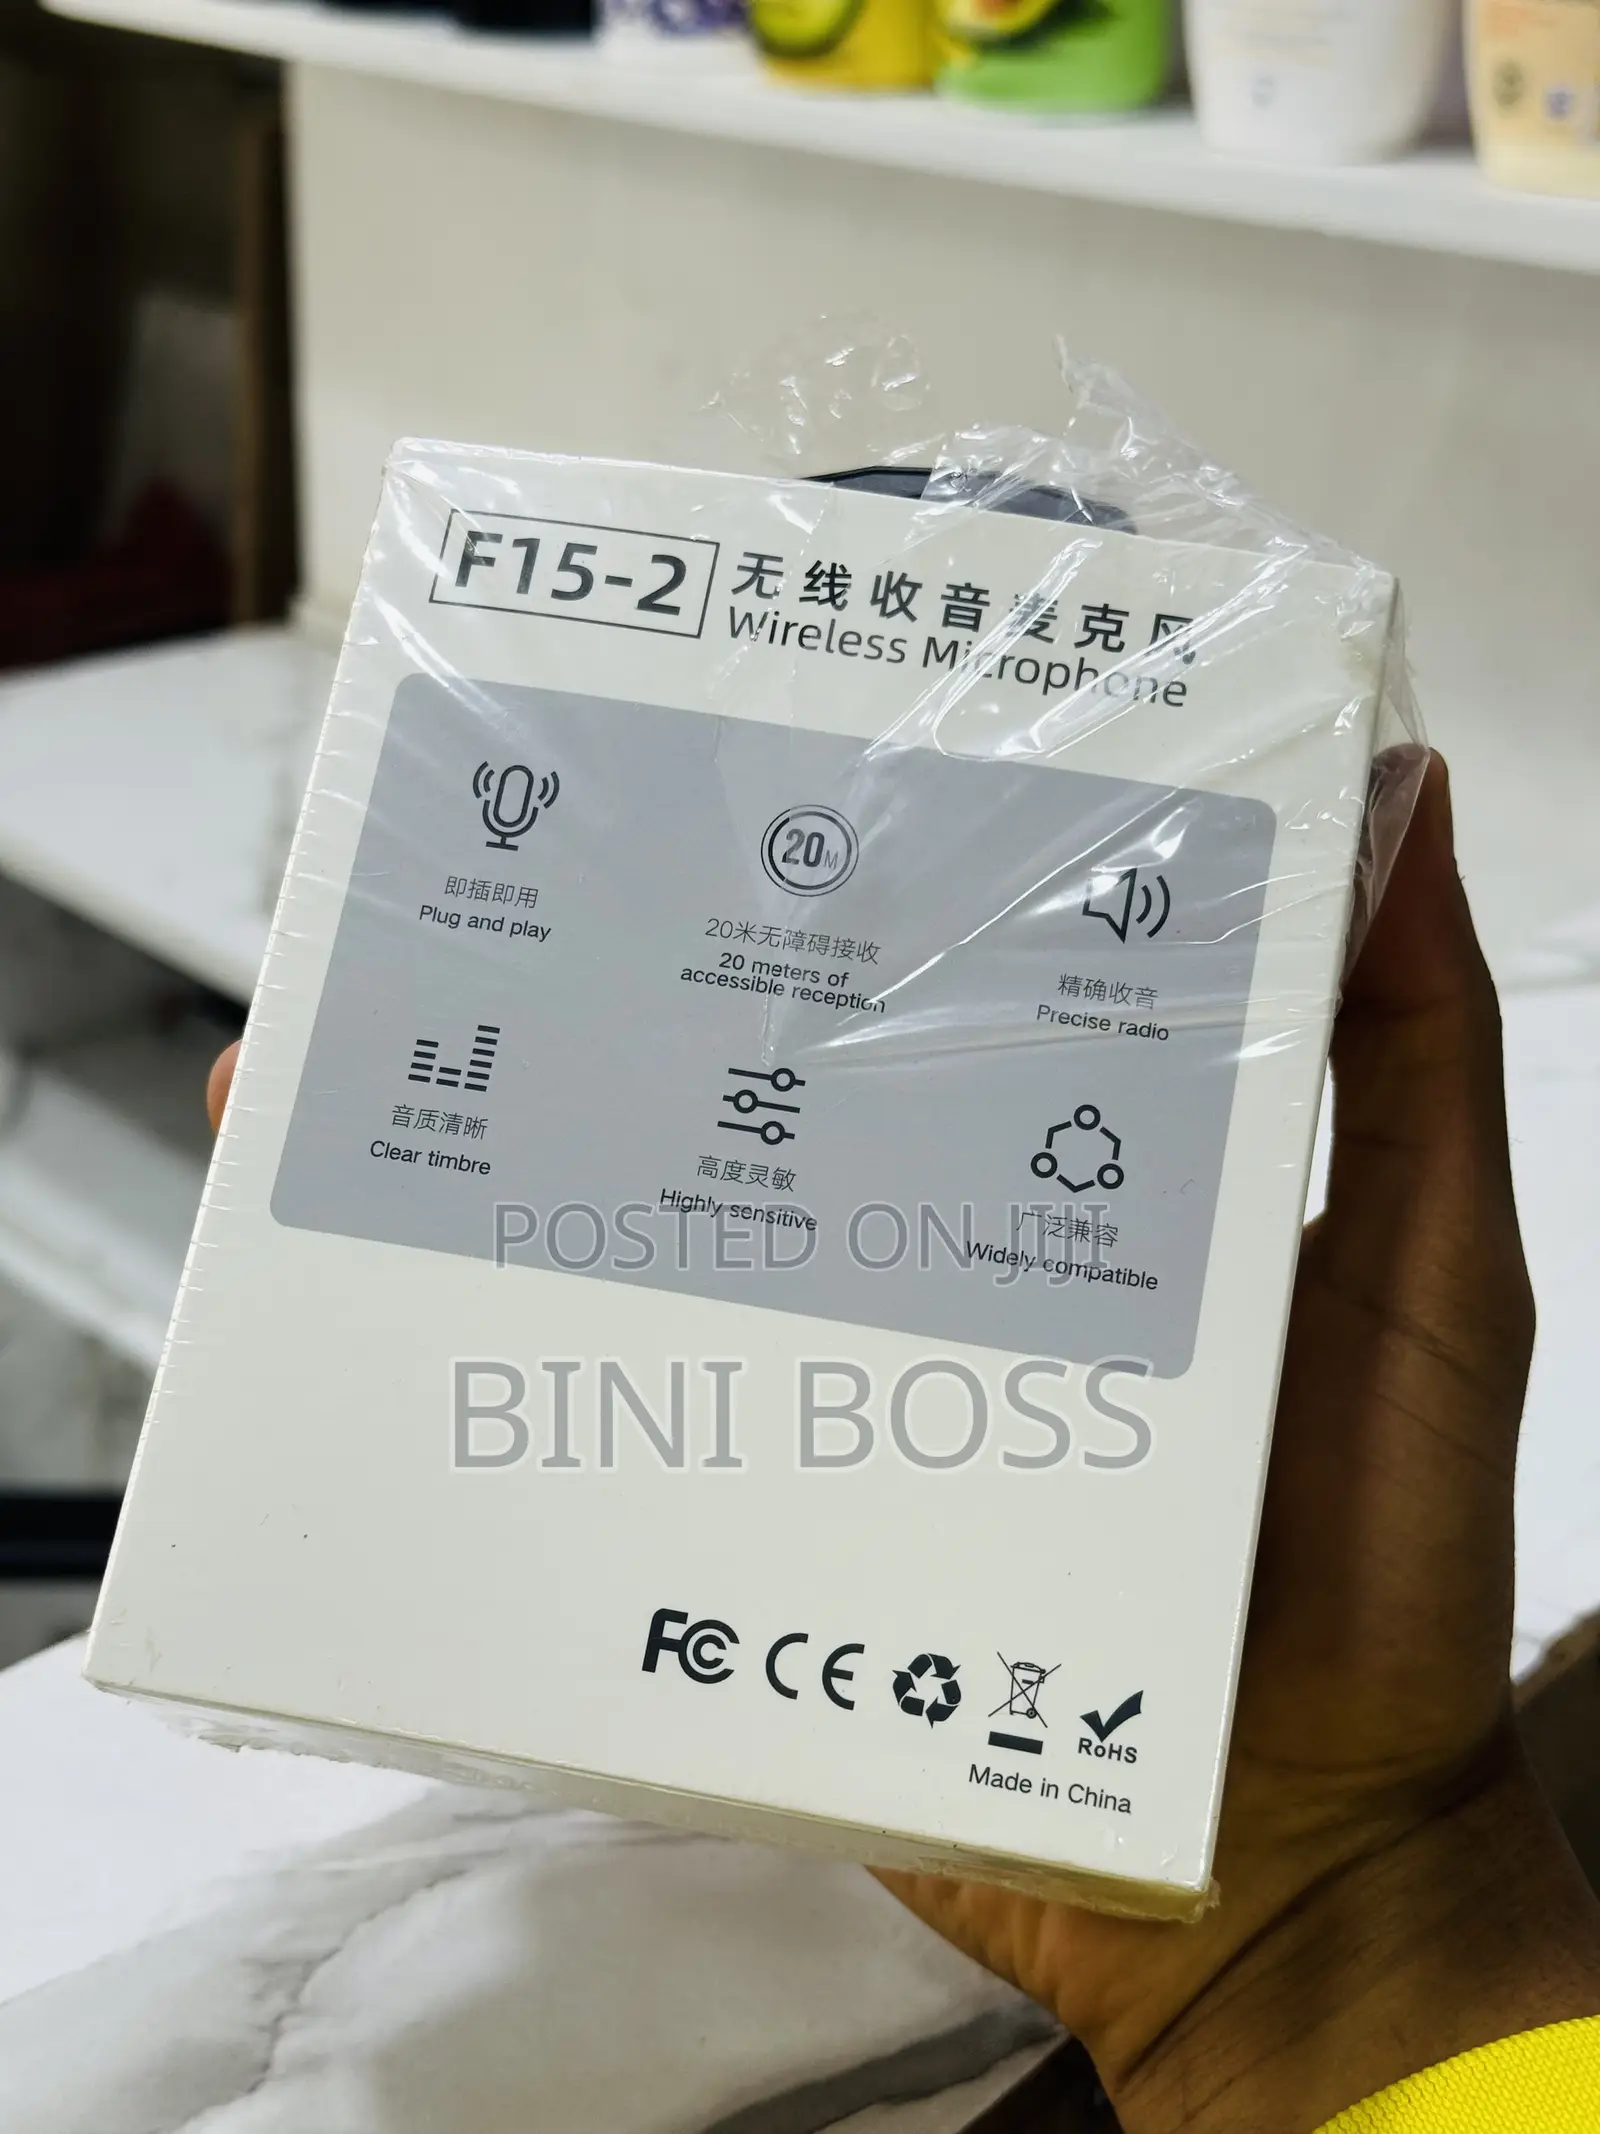 F15-2
无线收音麦克风
Wireless Microphone
即插即用
Plug and play
20M
20米无障碍接收
20 meters of
accessible reception
精确收音
Precise radio
音质清晰
Clear timbre
高度灵敏
Highly sensitive
广泛兼容
Widely compatible
POSTED ON JIJI
BINI BOSS
FC CE
RoHS
Made in China